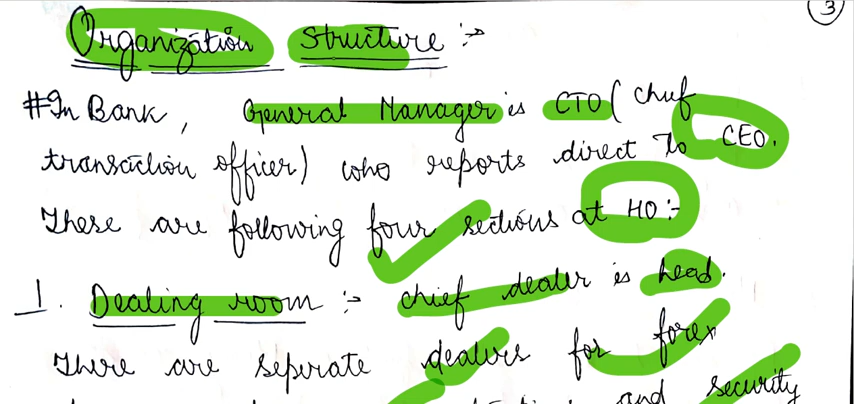 3
Organization Structure :-
#In Bank, General Manager is CTO ( chief
transaction officer) who reports direct to CEO.
There are following four sections at HO :-
1. Dealing room :- chief dealer is head.
There are seperate dealers for forex
and security